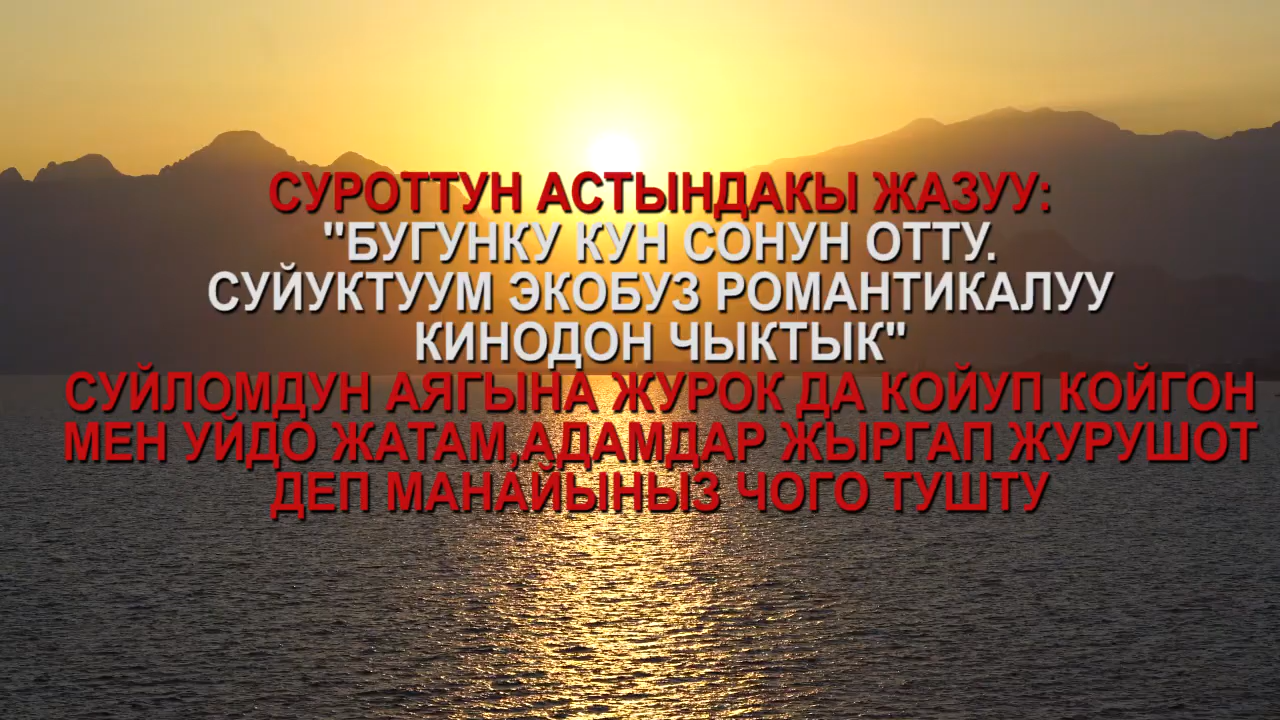 СУРОТТУН АСТЫНДАКЫ ЖАЗУУ:
"БУГУНКУ КУН СОНУН ОТТУ.
СУЙУКТУУМ ЭКОБУЗ РОМАНТИКАЛУУ
КИНОДОН ЧЫКТЫК"
СУЙЛОМДУН АЯГЫНА ЖУРОК ДА КОЙУП КОЙГОН
МЕН УЙДО ЖАТАМ,АДАМДАР ЖЫРГАП ЖУРУШОТ
ДЕП МАНАЙЫНЫЗ ЧОГО ТУШТУ